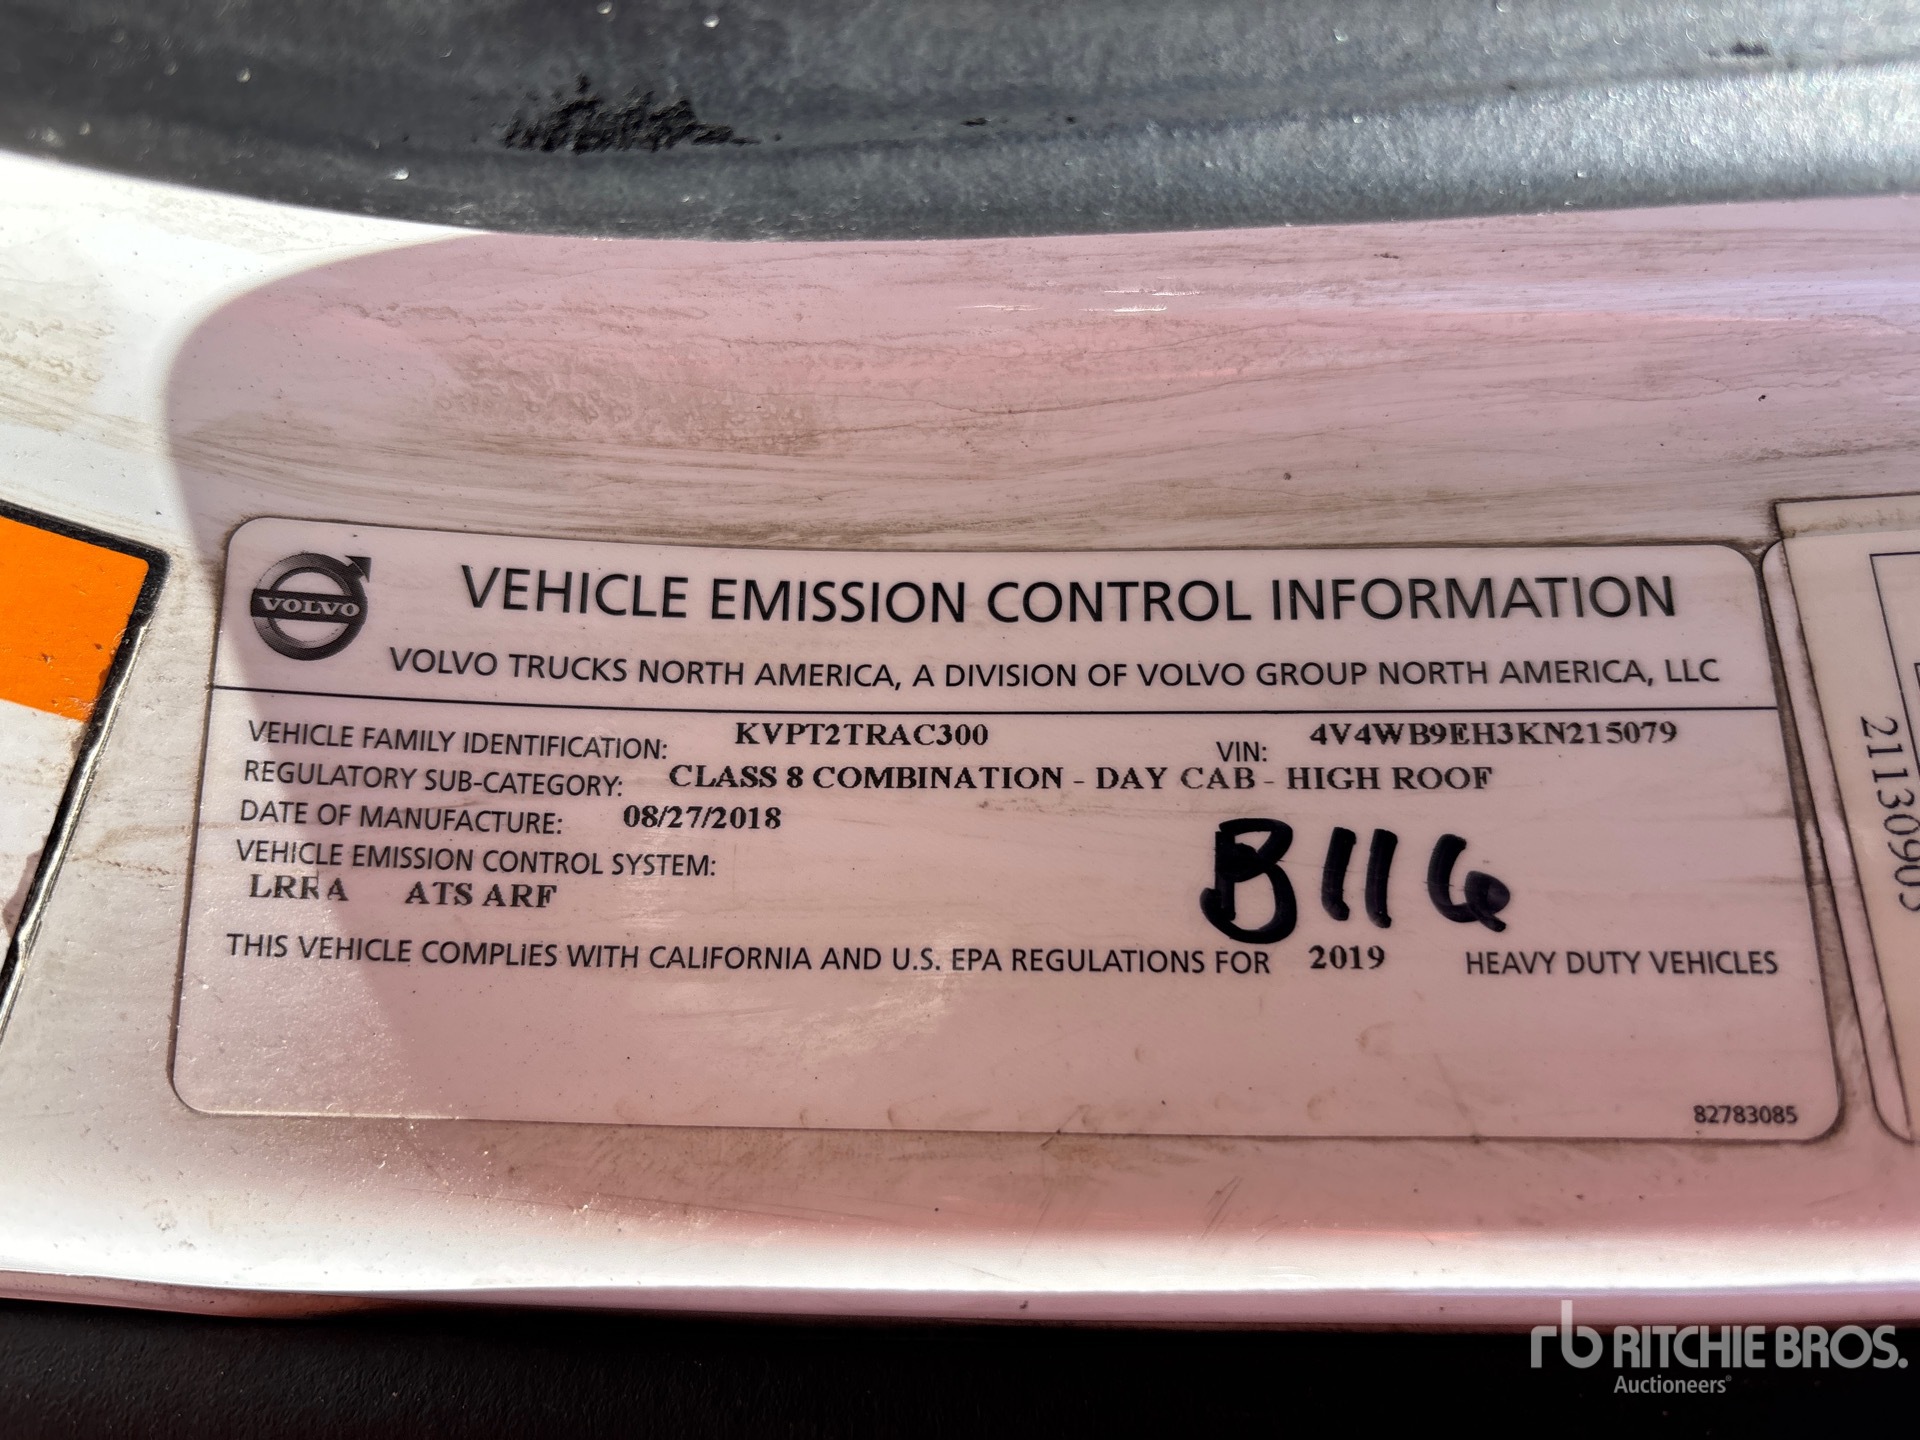 VOLVO
VEHICLE EMISSION CONTROL INFORMATION
VOLVO TRUCKS NORTH AMERICA, A DIVISION OF VOLVO GROUP NORTH AMERICA, LLC
VEHICLE FAMILY IDENTIFICATION: KVPT2TRAC300 VIN: 4V4WB9EH3KN215079
REGULATORY SUB-CATEGORY: CLASS 8 COMBINATION - DAY CAB - HIGH ROOF
DATE OF MANUFACTURE: 08/27/2018
VEHICLE EMISSION CONTROL SYSTEM:
LRRA ATS ARF
B116
THIS VEHICLE COMPLIES WITH CALIFORNIA AND U.S. EPA REGULATIONS FOR 2019 HEAVY DUTY VEHICLES
82783085
21130903
rb RITCHIE BROS.
Auctioneers